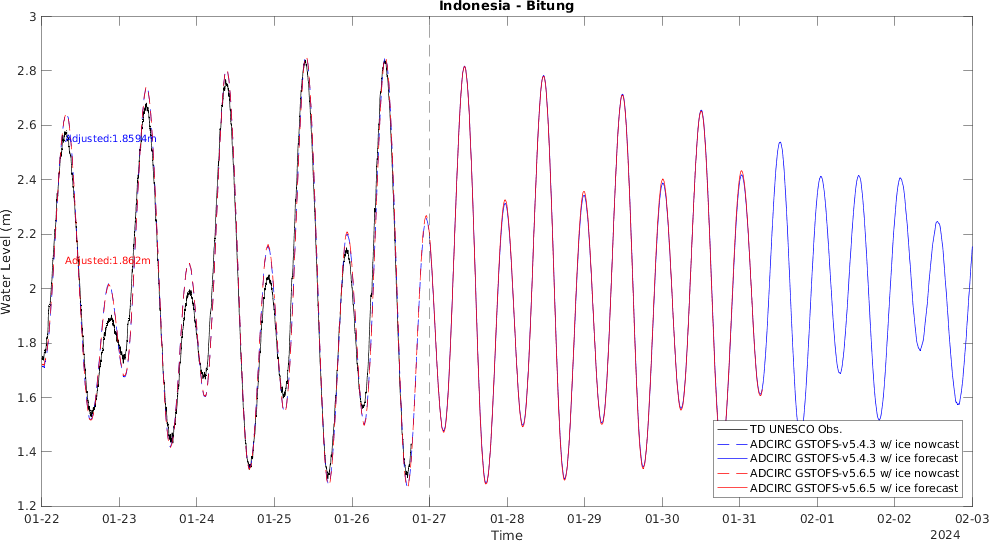 Indonesia - Bitung
Water Level (m)
3
2.8
2.6
2.4
2.2
2
1.8
1.6
1.4
1.2
Adjusted:1.8594m
Adjusted:1.862m
TD UNESCO Obs.
ADCIRC GSTOFS-v5.4.3 w/ ice nowcast
ADCIRC GSTOFS-v5.4.3 w/ ice forecast
ADCIRC GSTOFS-v5.6.5 w/ ice nowcast
ADCIRC GSTOFS-v5.6.5 w/ ice forecast
01-22 01-23 01-24 01-25 01-26 01-27 01-28 01-29 01-30 01-31 02-01 02-02 02-03
Time
2024